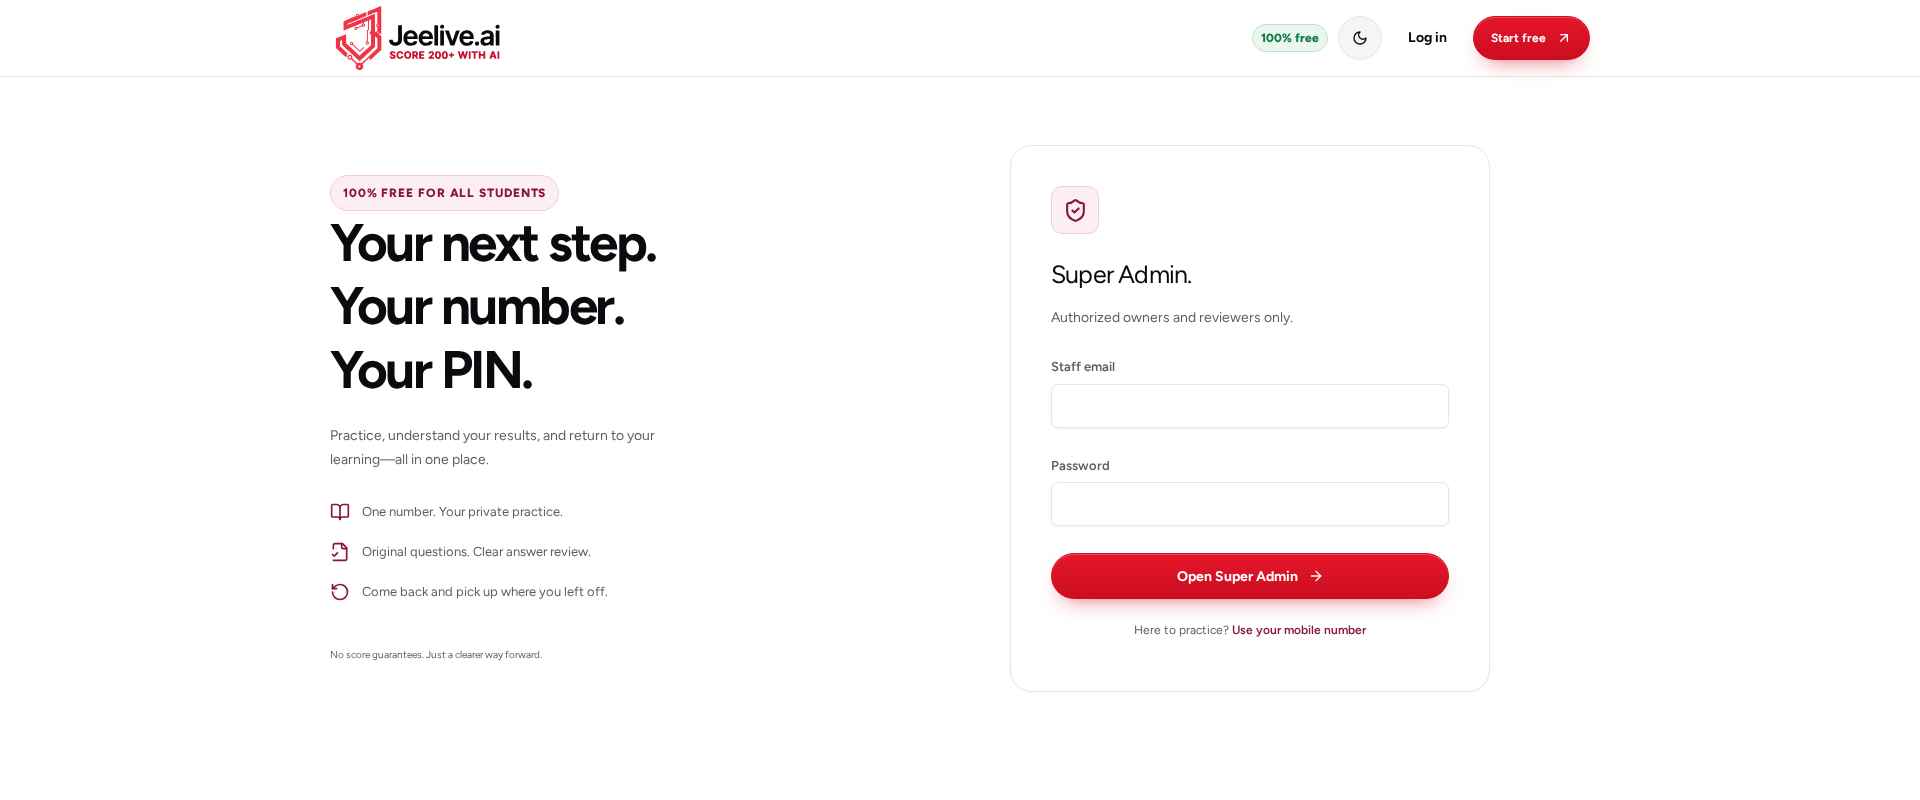 Jeelive.ai
SCORE 200+ WITH AI
100% free
Log in
Start free
100% FREE FOR ALL STUDENTS
Your next step.
Your number.
Your PIN.
Practice, understand your results, and return to your
learning—all in one place.
One number. Your private practice.
Original questions. Clear answer review.
Come back and pick up where you left off.
No score guarantees. Just a clearer way forward.
Super Admin.
Authorized owners and reviewers only.
Staff email
Password
Open Super Admin
Here to practice? Use your mobile number